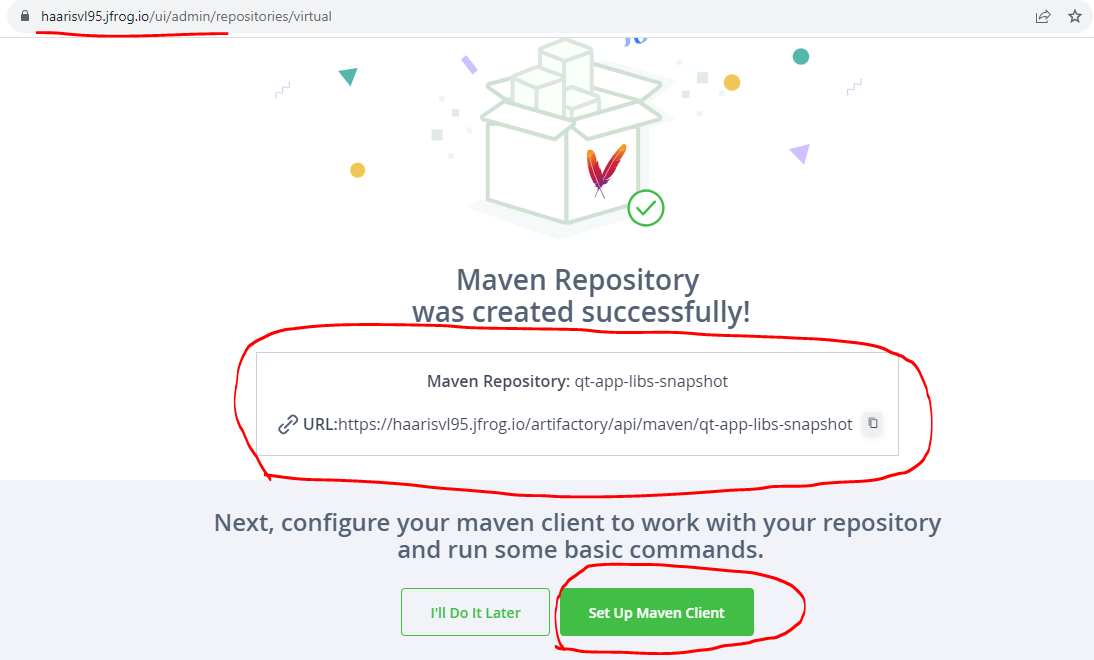 haarisvl95.jfrog.io/ui/admin/repositories/virtual
Maven Repository
was created successfully!
Maven Repository: qt-app-libs-snapshot
URL:https://haarisvl95.jfrog.io/artifactory/api/maven/qt-app-libs-snapshot
Next, configure your maven client to work with your repository
and run some basic commands.
I'll Do It Later
Set Up Maven Client